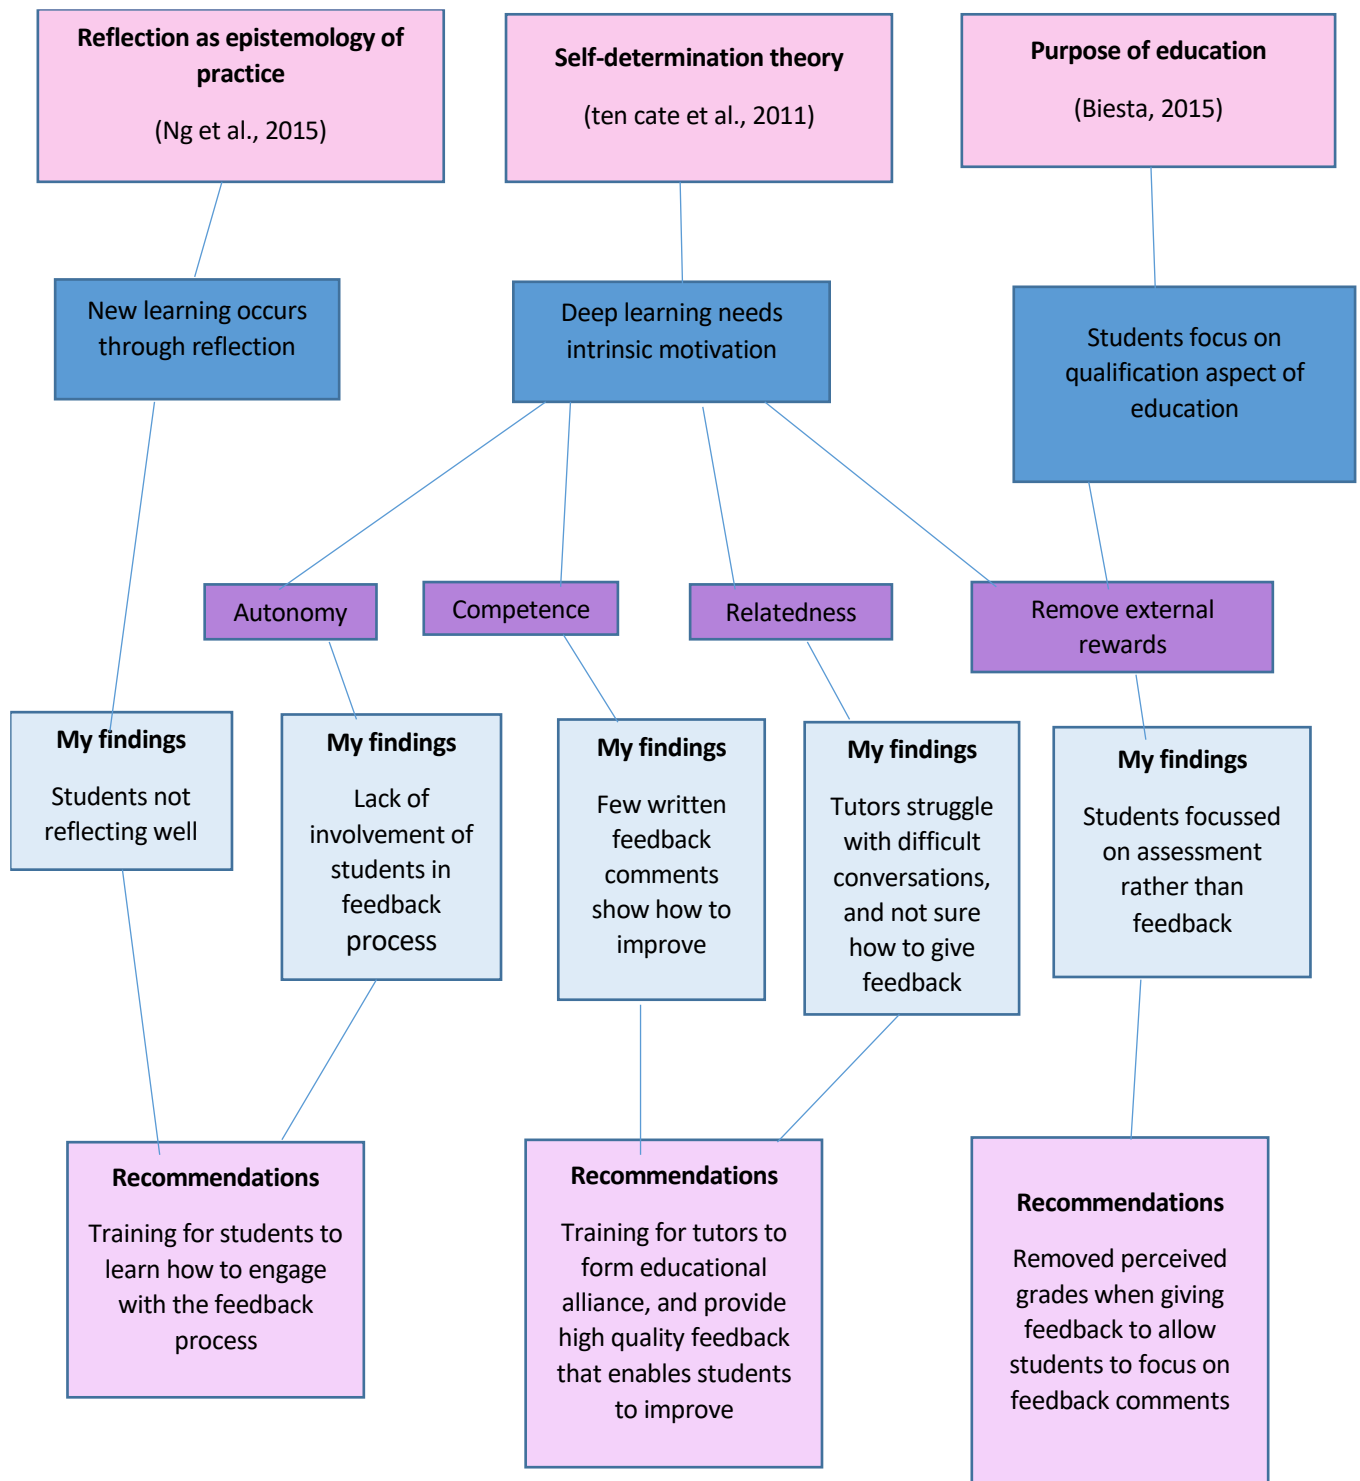 Reflection as epistemology of
practice
(Ng et al., 2015)
Self-determination theory
(ten cate et al., 2011)
Purpose of education
(Biesta, 2015)
New learning occurs
through reflection
Deep learning needs
intrinsic motivation
Students focus on
qualification aspect of
education
Autonomy
Competence
Relatedness
Remove external
rewards
My findings
Students not
reflecting well
My findings
Lack of
involvement of
students in
feedback
process
My findings
Few written
feedback
comments
show how to
improve
My findings
Tutors struggle
with difficult
conversations,
and not sure
how to give
feedback
My findings
Students focussed
on assessment
rather than
feedback
Recommendations
Training for students to
learn how to engage
with the feedback
process
Recommendations
Training for tutors to
form educational
alliance, and provide
high quality feedback
that enables students
to improve
Recommendations
Removed perceived
grades when giving
feedback to allow
students to focus on
feedback comments